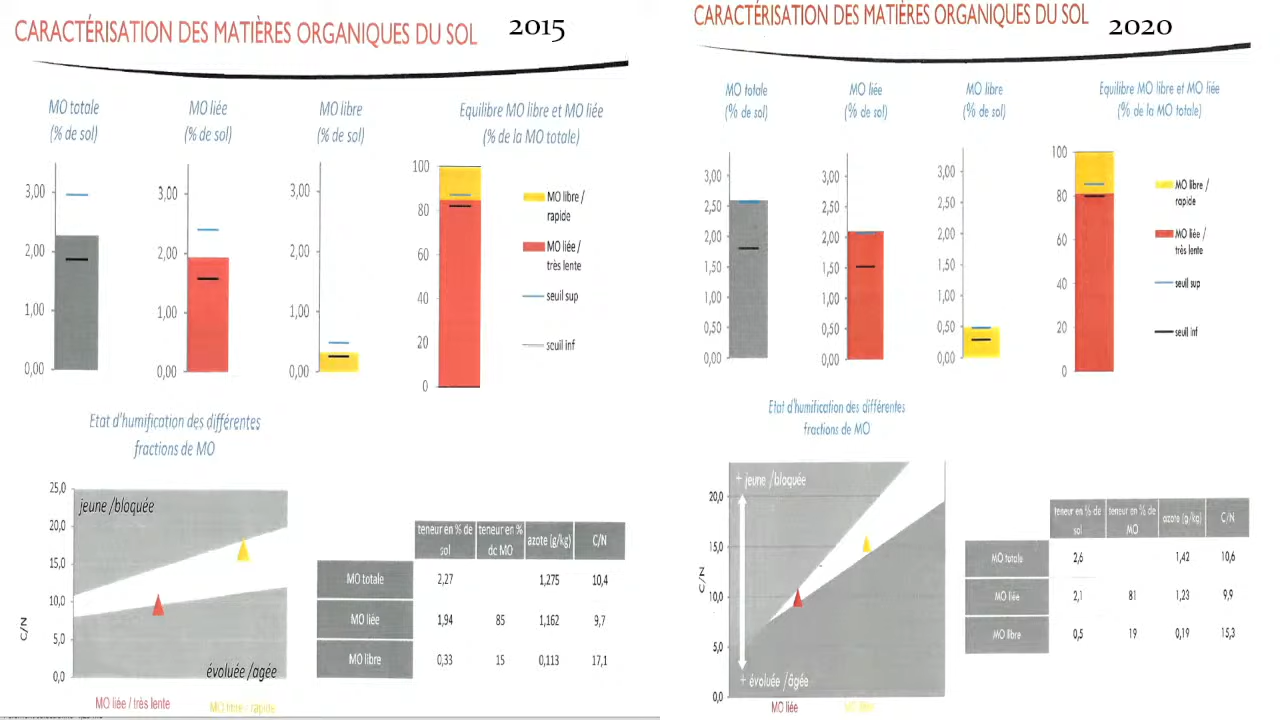 CARACTÉRISATION DES MATIÈRES ORGANIQUES DU SOL 2015
MO totale
(% de sol)
MO liée
(% de sol)
MO libre
(% de sol)
Equilibre MO libre et MO liée
(% de la MO totale)
3,00
2,00
1,00
0,00
3,00
2,00
1,00
0,00
3,00
2,00
1,00
0,00
100
80
60
40
20
0
MO libre /
rapide
MO liée /
très lente
seuil sup
seuil inf
Etat d'humification des différentes
fractions de MO
25,0
20,0
15,0
10,0
5,0
0,0
C/N
jeune /bloquée
évoluée /agée
MO liée / très lente
MO libre / rapide
teneur en % de sol teneur en % de MO azote (g/kg) C/N
MO totale 2,27 1,275 10,4
MO liée 1,94 85 1,162 9,7
MO libre 0,33 15 0,113 17,1
CARACTÉRISATION DES MATIÈRES ORGANIQUES DU SOL 2020
MO totale
(% de sol)
MO liée
(% de sol)
MO libre
(% de sol)
Equilibre MO libre et MO liée
(% de la MO totale)
3,00
2,50
2,00
1,50
1,00
0,50
0,00
3,00
2,50
2,00
1,50
1,00
0,50
0,00
3,00
2,50
2,00
1,50
1,00
0,50
0,00
100
80
60
40
20
0
MO libre /
rapide
MO liée /
très lente
seuil sup
seuil inf
Etat d'humification des différentes
fractions de MO
20,0
15,0
10,0
5,0
0,0
C/N
+ jeune /bloquée
+ évoluée /âgée
MO liée
MO libre
teneur en % de sol teneur en % de MO azote (g/kg) C/N
MO totale 2,6 1,42 10,6
MO liée 2,1 81 1,23 9,9
MO libre 0,5 19 0,19 15,3